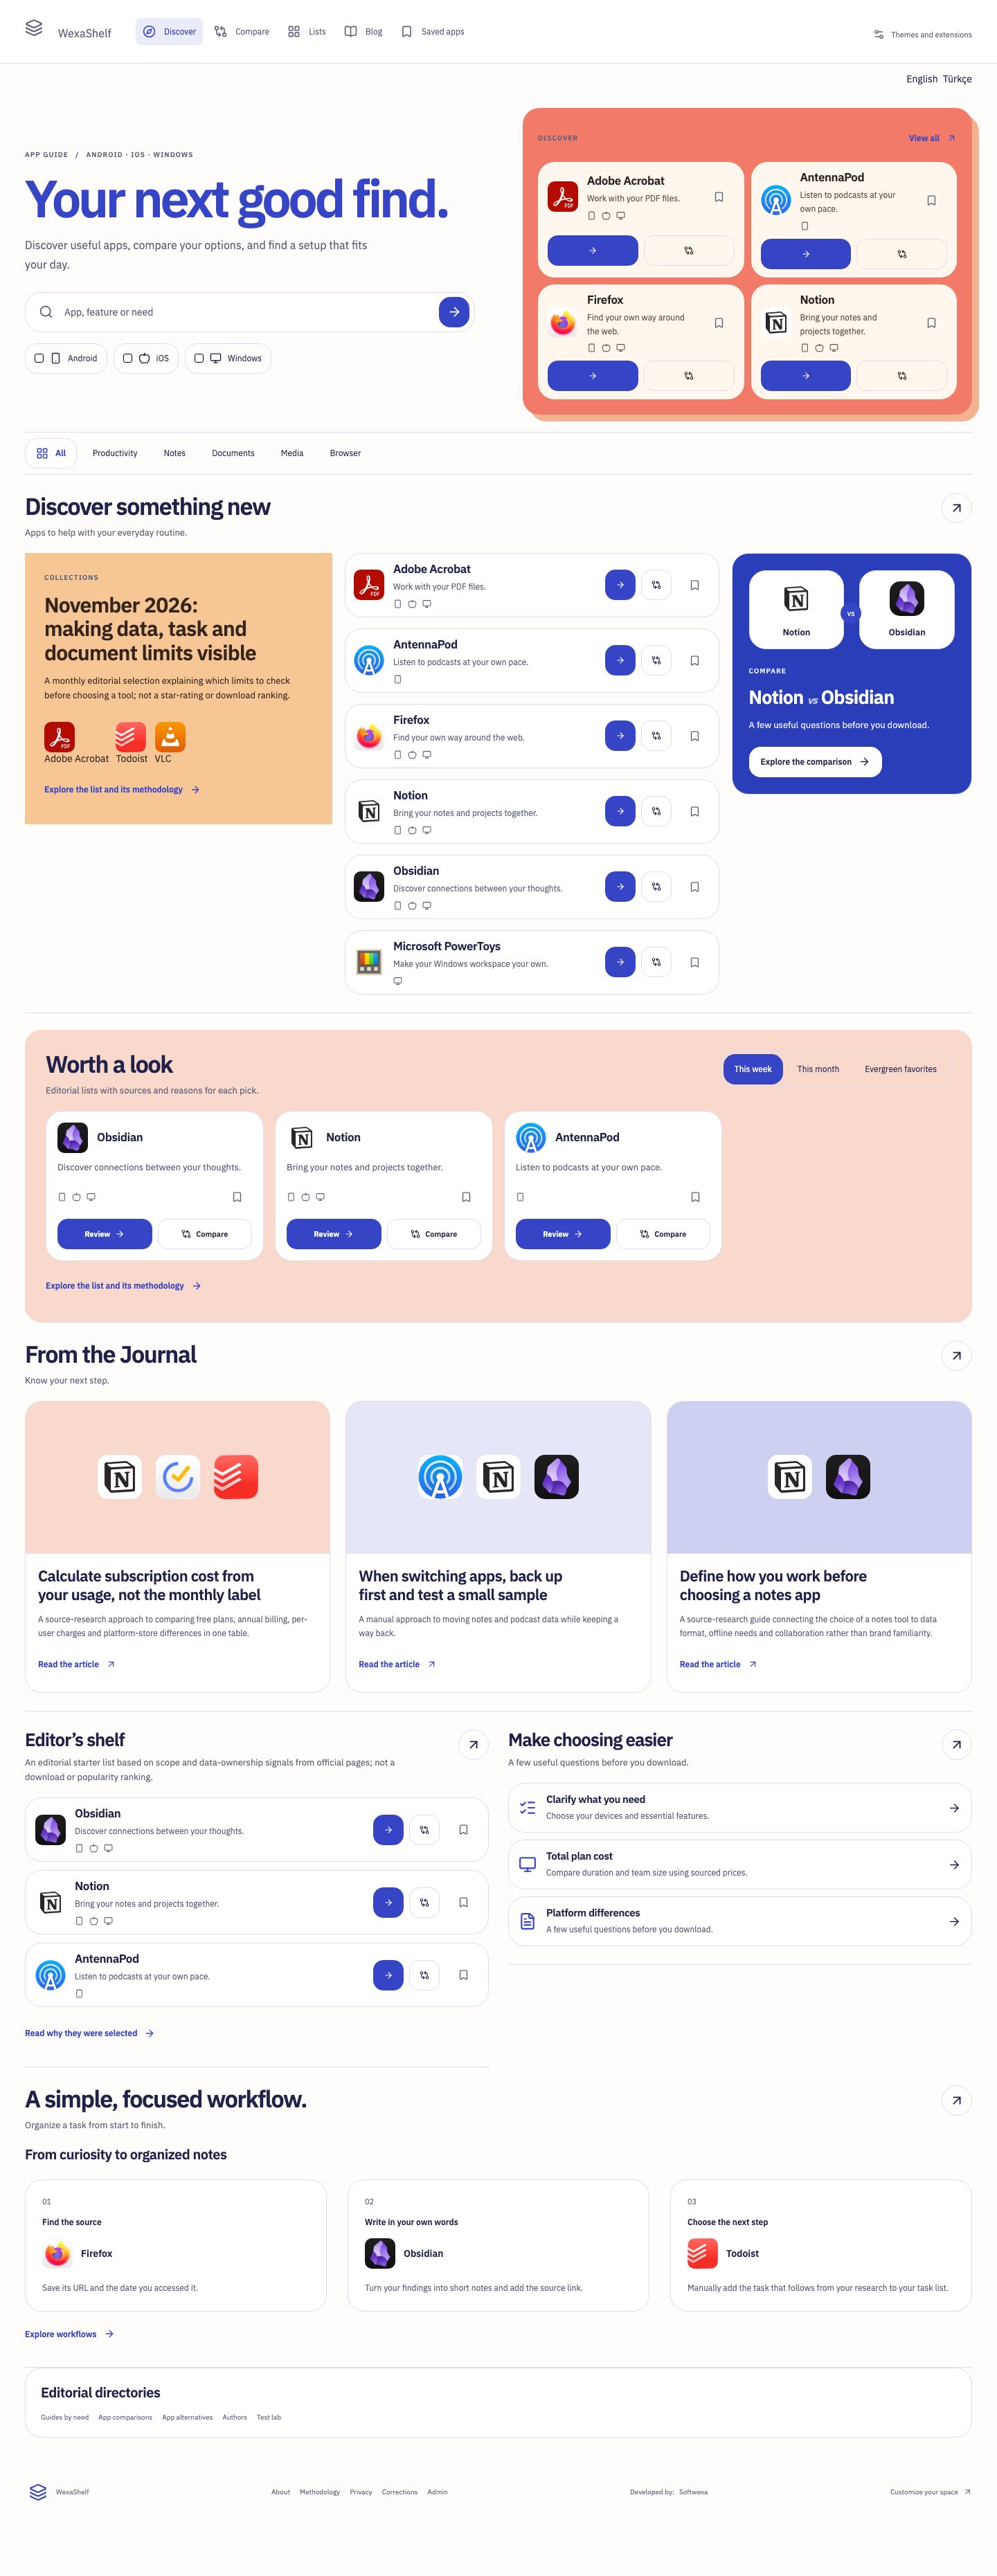 WexaShelf
Discover
Compare
Lists
Blog
Saved apps
Themes and extensions
English Türkçe
APP GUIDE / ANDROID · IOS · WINDOWS
Your next good find.
Discover useful apps, compare your options, and find a setup that fits
your day.
App, feature or need
Android
iOS
Windows
DISCOVER
View all
Adobe Acrobat
Work with your PDF files.
AntennaPod
Listen to podcasts at your
own pace.
Firefox
Find your own way around
the web.
Notion
Bring your notes and
projects together.
All
Productivity
Notes
Documents
Media
Browser
Discover something new
Apps to help with your everyday routine.
COLLECTIONS
November 2026:
making data, task and
document limits visible
A monthly editorial selection explaining which limits to check
before choosing a tool; not a star-rating or download ranking.
Adobe Acrobat
Todoist
VLC
Explore the list and its methodology
Adobe Acrobat
Work with your PDF files.
AntennaPod
Listen to podcasts at your own pace.
Firefox
Find your own way around the web.
Notion
Bring your notes and projects together.
Obsidian
Discover connections between your thoughts.
Microsoft PowerToys
Make your Windows workspace your own.
Notion
VS
Obsidian
COMPARE
Notion VS Obsidian
A few useful questions before you download.
Explore the comparison
Worth a look
Editorial lists with sources and reasons for each pick.
This week
This month
Evergreen favorites
Obsidian
Discover connections between your thoughts.
Review
Compare
Notion
Bring your notes and projects together.
Review
Compare
AntennaPod
Listen to podcasts at your own pace.
Review
Compare
Explore the list and its methodology
From the Journal
Know your next step.
Calculate subscription cost from
your usage, not the monthly label
A source-research approach to comparing free plans, annual billing, per-
user charges and platform-store differences in one table.
Read the article
When switching apps, back up
first and test a small sample
A manual approach to moving notes and podcast data while keeping a
way back.
Read the article
Define how you work before
choosing a notes app
A source-research guide connecting the choice of a notes tool to data
format, offline needs and collaboration rather than brand familiarity.
Read the article
Editor’s shelf
An editorial starter list based on scope and data-ownership signals from official pages; not a
download or popularity ranking.
Obsidian
Discover connections between your thoughts.
Notion
Bring your notes and projects together.
AntennaPod
Listen to podcasts at your own pace.
Read why they were selected
Make choosing easier
A few useful questions before you download.
Clarify what you need
Choose your devices and essential features.
Total plan cost
Compare duration and team size using sourced prices.
Platform differences
A few useful questions before you download.
A simple, focused workflow.
Organize a task from start to finish.
From curiosity to organized notes
01
Find the source
Firefox
Save its URL and the date you accessed it.
02
Write in your own words
Obsidian
Turn your findings into short notes and add the source link.
03
Choose the next step
Todoist
Manually add the task that follows from your research to your task list.
Explore workflows
Editorial directories
Guides by need
App comparisons
App alternatives
Authors
Test lab
WexaShelf
About
Methodology
Privacy
Corrections
Admin
Developed by: Softwexa
Customize your space